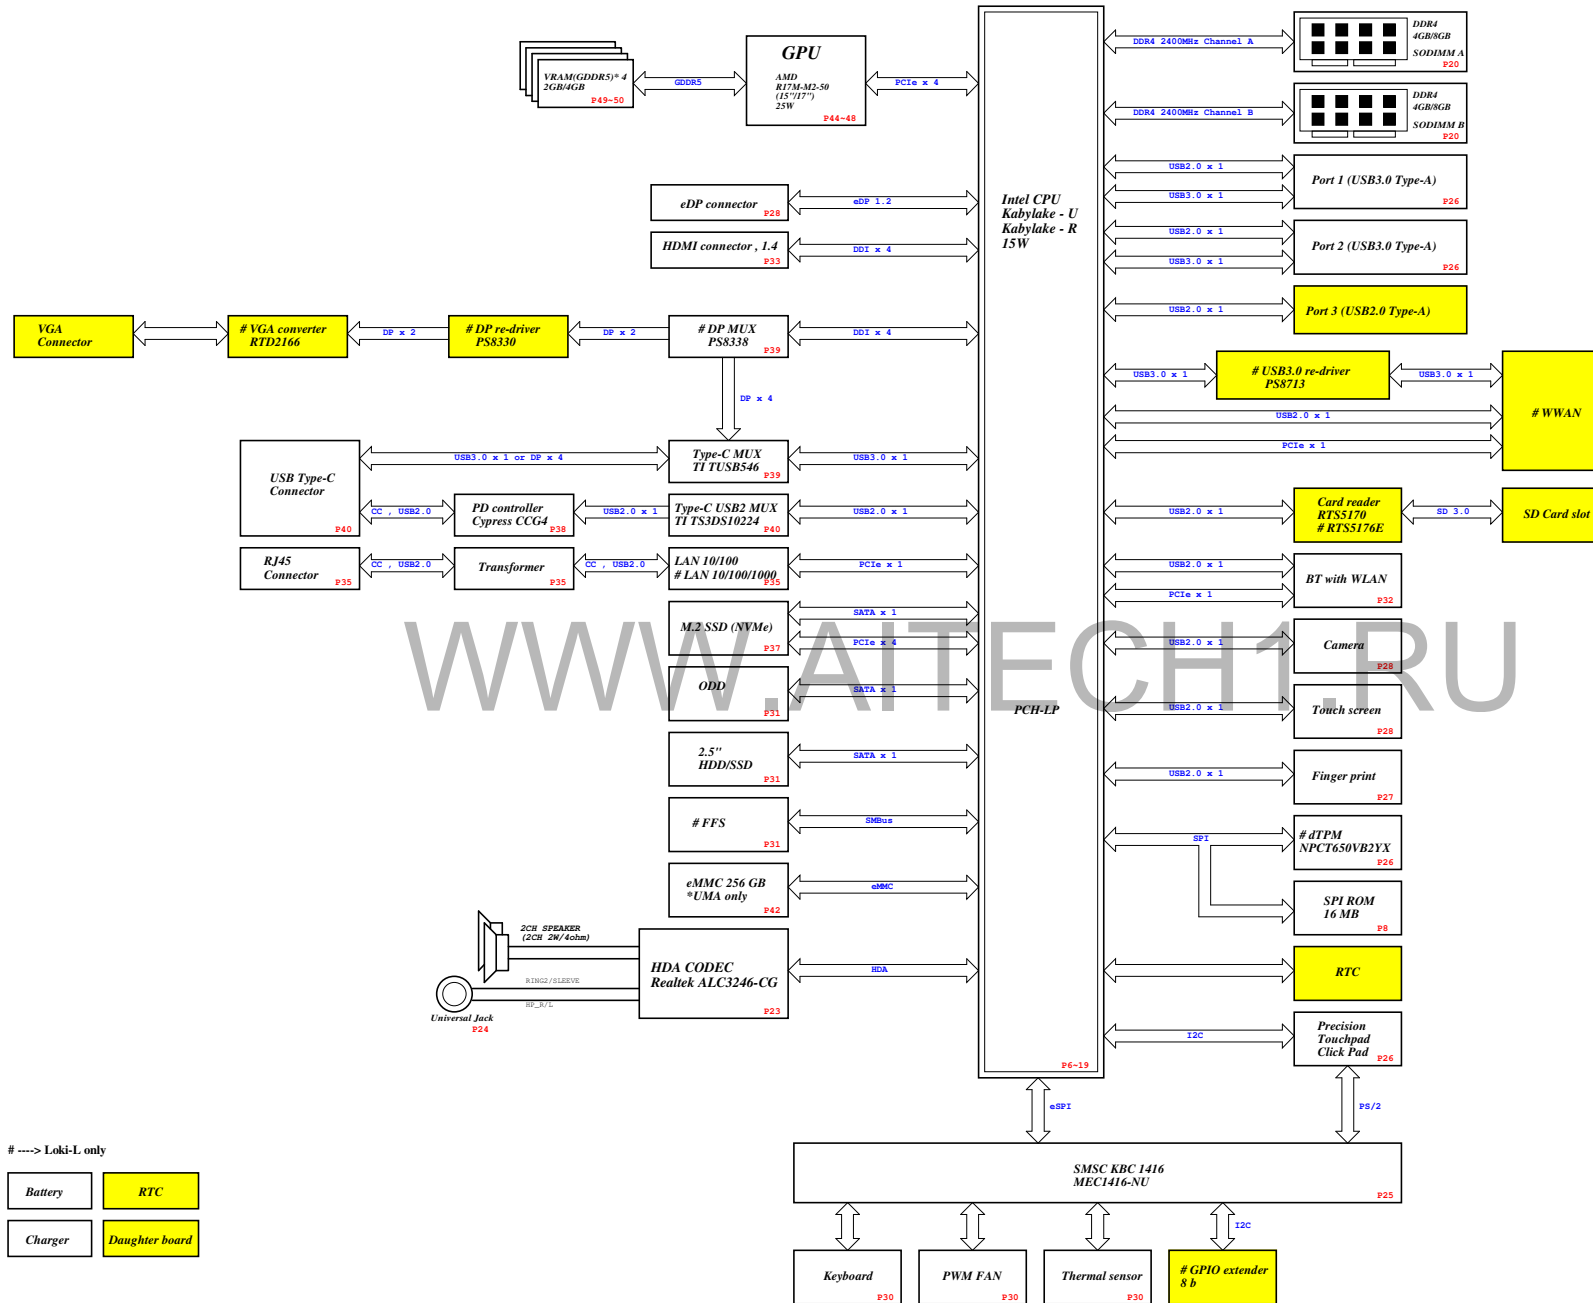 GPU
AMD
R17M-M2-50
(15"/17")
25W
P44~48
VRAM(GDDR5)* 4
2GB/4GB
P49~50
GDDR5
PCIe x 4
Intel CPU
Kabylake - U
Kabylake - R
15W
PCH-LP
P6~19
DDR4 2400MHz Channel A
DDR4
4GB/8GB
SODIMM A
P20
DDR4 2400MHz Channel B
DDR4
4GB/8GB
SODIMM B
P20
USB2.0 x 1
USB3.0 x 1
Port 1 (USB3.0 Type-A)
P26
USB2.0 x 1
USB3.0 x 1
Port 2 (USB3.0 Type-A)
P26
USB2.0 x 1
Port 3 (USB2.0 Type-A)
eDP connector
P28
eDP 1.2
HDMI connector , 1.4
P33
DDI x 4
VGA
Connector
# VGA converter
RTD2166
DP x 2
# DP re-driver
PS8330
DP x 2
# DP MUX
PS8338
P39
DDI x 4
DP x 4
USB3.0 x 1
# USB3.0 re-driver
PS8713
USB3.0 x 1
# WWAN
USB2.0 x 1
PCIe x 1
USB Type-C
Connector
P40
USB3.0 x 1 or DP x 4
Type-C MUX
TI TUSB546
P39
USB3.0 x 1
CC , USB2.0
PD controller
Cypress CCG4
P38
USB2.0 x 1
Type-C USB2 MUX
TI TS3DS10224
P40
USB2.0 x 1
USB2.0 x 1
Card reader
RTS5170
# RTS5176E
SD 3.0
SD Card slot
RJ45
Connector
P35
CC , USB2.0
Transformer
P35
CC , USB2.0
LAN 10/100
# LAN 10/100/1000
P35
PCIe x 1
USB2.0 x 1
PCIe x 1
BT with WLAN
P32
M.2 SSD (NVMe)
P37
SATA x 1
PCIe x 4
USB2.0 x 1
Camera
P28
WWW.AITECH1.RU
ODD
P31
SATA x 1
USB2.0 x 1
Touch screen
P28
2.5"
HDD/SSD
P31
SATA x 1
USB2.0 x 1
Finger print
P27
# FFS
P31
SMBus
SPI
# dTPM
NPCT650VB2YX
P26
eMMC 256 GB
*UMA only
P42
eMMC
SPI ROM
16 MB
P8
2CH SPEAKER
(2CH 2W/4ohm)
RING2/SLEEVE
HP_R/L
Universal Jack
P24
HDA CODEC
Realtek ALC3246-CG
P23
HDA
RTC
I2C
Precision
Touchpad
Click Pad
P26
eSPI
PS/2
SMSC KBC 1416
MEC1416-NU
P25
I2C
Keyboard
P30
PWM FAN
P30
Thermal sensor
P30
# GPIO extender
8 b
# ----> Loki-L only
Battery
RTC
Charger
Daughter board